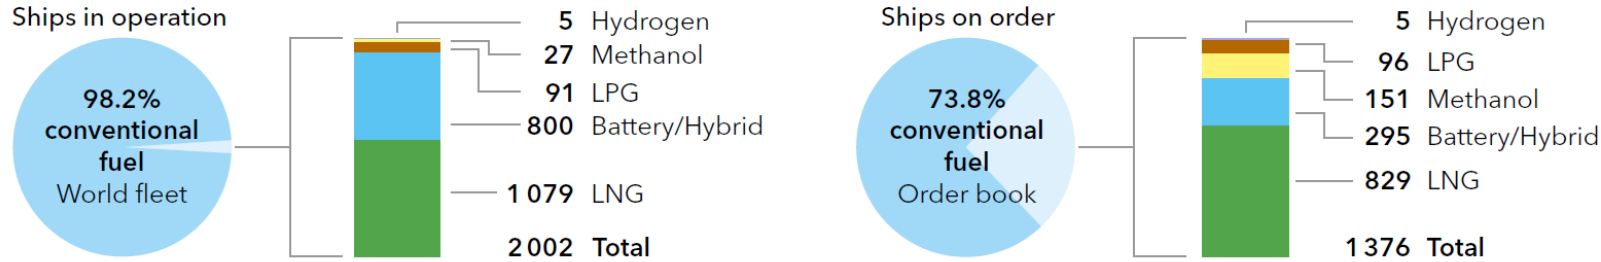 Ships in operation
98.2%
conventional
fuel
World fleet
5 Hydrogen
27 Methanol
91 LPG
800 Battery/Hybrid
1 079 LNG
2 002 Total
Ships on order
73.8%
conventional
fuel
Order book
5 Hydrogen
96 LPG
151 Methanol
295 Battery/Hybrid
829 LNG
1 376 Total